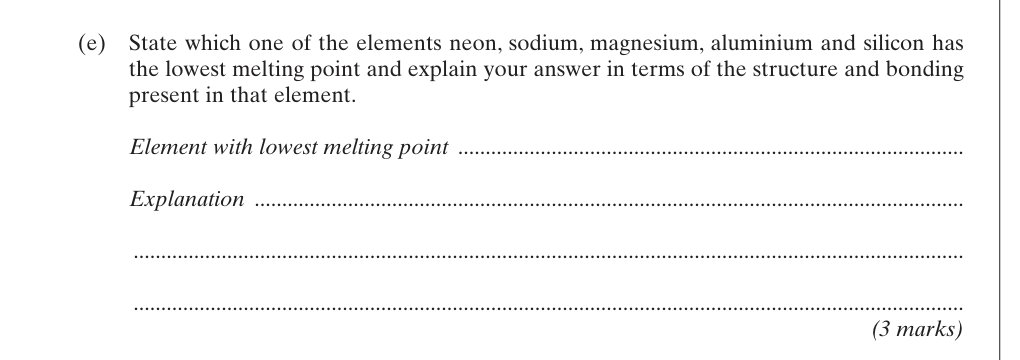 (e) State which one of the elements neon, sodium, magnesium, aluminium and silicon has
the lowest melting point and explain your answer in terms of the structure and bonding
present in that element.
Element with lowest melting point ..........................................................................................
Explanation ...............................................................................................................................
.....................................................................................................................................................
.....................................................................................................................................................
(3 marks)